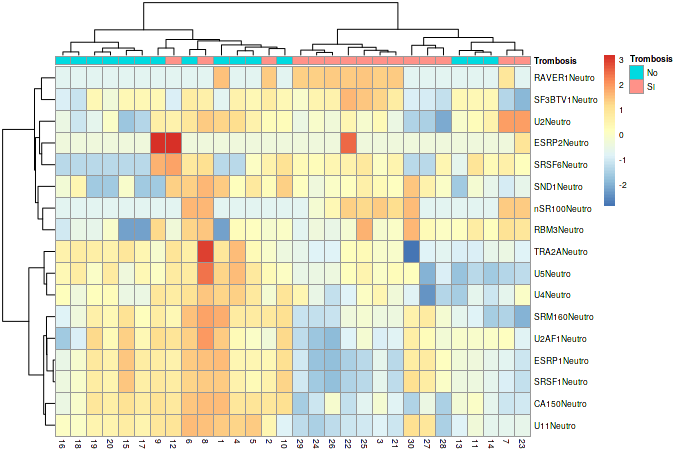 Trombosis
RAVER1Neutro
SF3BTV1Neutro
U2Neutro
ESRP2Neutro
SRSF6Neutro
SND1Neutro
nSR100Neutro
RBM3Neutro
TRA2ANeutro
U5Neutro
U4Neutro
SRM160Neutro
U2AF1Neutro
ESRP1Neutro
SRSF1Neutro
CA150Neutro
U11Neutro
16 18 19 20 15 17 9 12 6 8 1 4 5 2 10 29 24 26 22 25 3 21 30 27 28 13 11 14 7 23
3
2
1
0
-1
-2
Trombosis
No
SI